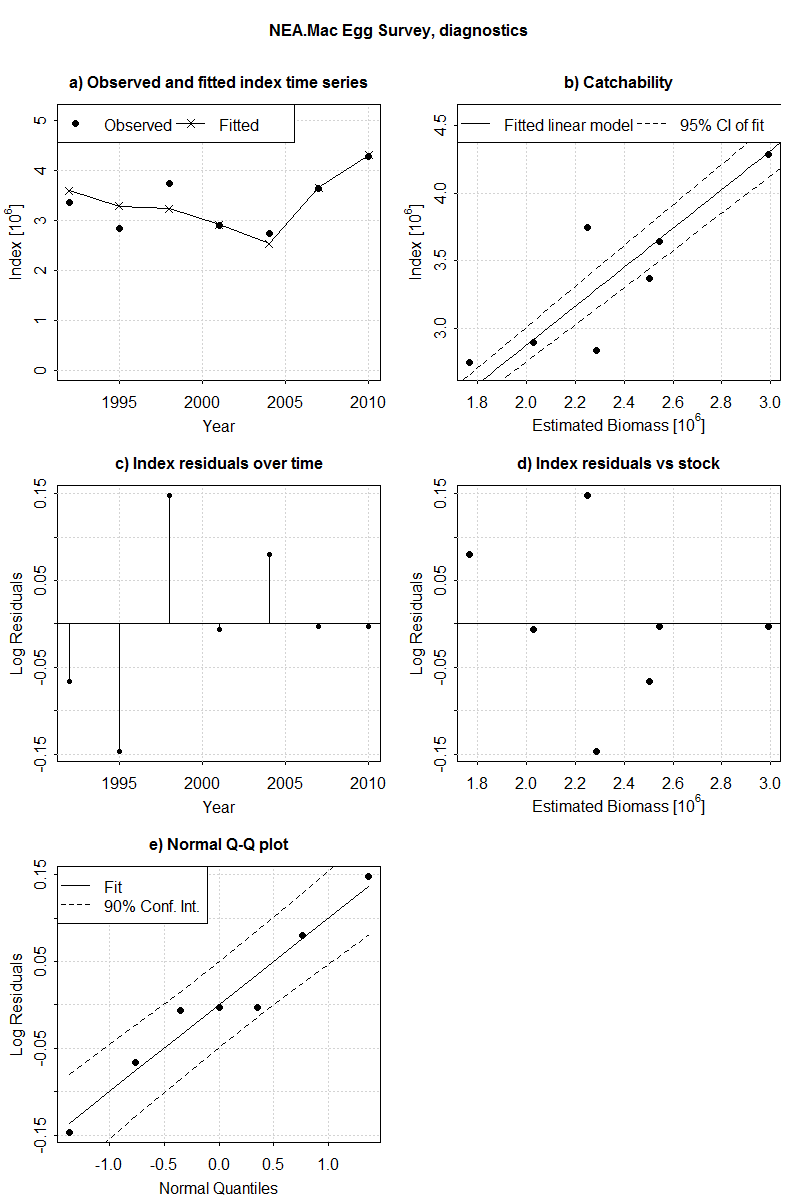 NEA.Mac Egg Survey, diagnostics
a) Observed and fitted index time series
Observed Fitted
Index [10^6]
5
4
3
2
1
0
1995 2000 2005 2010
Year
b) Catchability
Fitted linear model 95% CI of fit
Index [10^6]
4.5
4.0
3.5
3.0
1.8 2.0 2.2 2.4 2.6 2.8 3.0
Estimated Biomass [10^6]
c) Index residuals over time
Log Residuals
0.15
0.05
-0.05
-0.15
1995 2000 2005 2010
Year
d) Index residuals vs stock
Log Residuals
0.15
0.05
-0.05
-0.15
1.8 2.0 2.2 2.4 2.6 2.8 3.0
Estimated Biomass [10^6]
e) Normal Q-Q plot
Fit
90% Conf. Int.
Log Residuals
0.15
0.05
-0.05
-0.15
-1.0 -0.5 0.0 0.5 1.0
Normal Quantiles